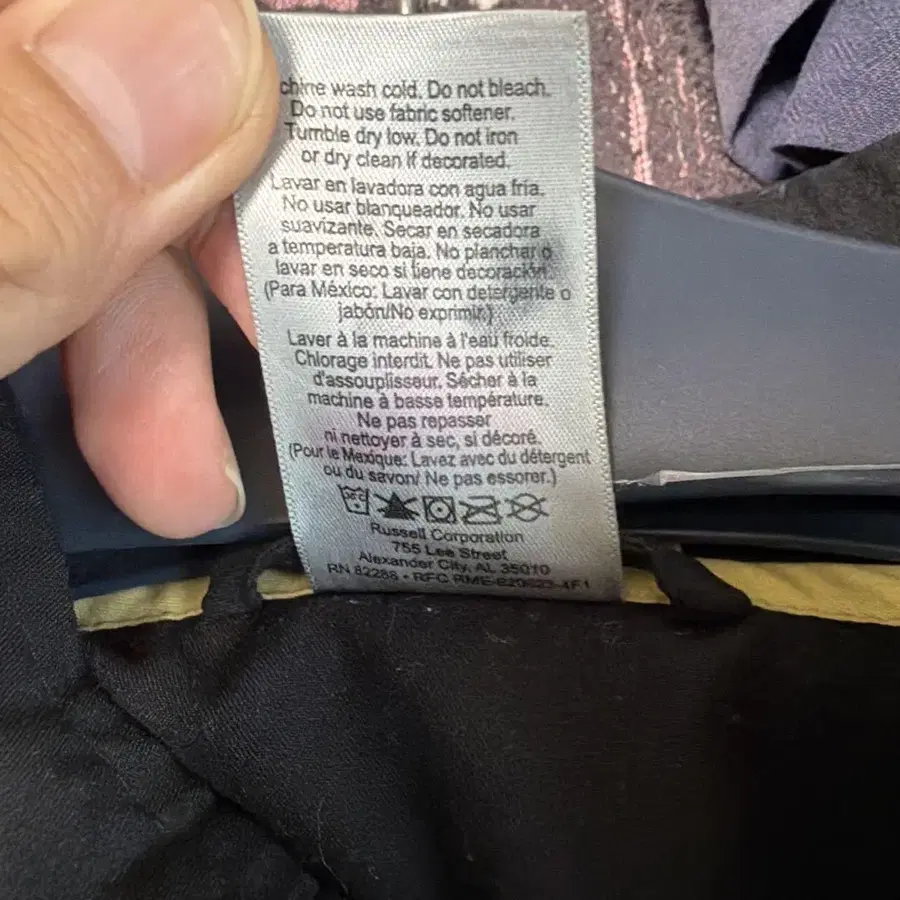 chine wash cold. Do not bleach.
Do not use fabric softener.
Tumble dry low. Do not iron
or dry clean if decorated.
Lavar en lavadora con agua fria.
No usar blanqueador. No usar
suavizante. Secar en secadora
a temperatura baja. No planchar o
lavar en seco si tiene decoración.
(Para México: Lavar con detergente o
jabón/No exprimir.)
Laver à la machine à l'eau froide.
Chlorage interdit. Ne pas utiliser
d'assouplisseur. Sécher à la
machine à basse température.
Ne pas repasser
ni nettoyer à sec, si décoré.
(Pour le Mexique: Lavez avec du détergent
ou du savon/ Ne pas essorer.)
Russell Corporation
755 Lee Street
Alexander City, AL 35010
RN 82288 • RFC